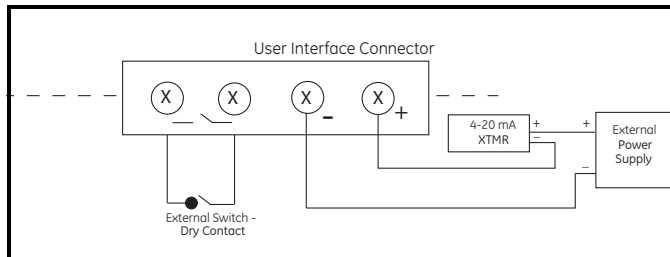 User Interface Connector
X X X X
- +
4-20 mA
XTMR
+
–
+
–
External
Power
Supply
External Switch -
Dry Contact